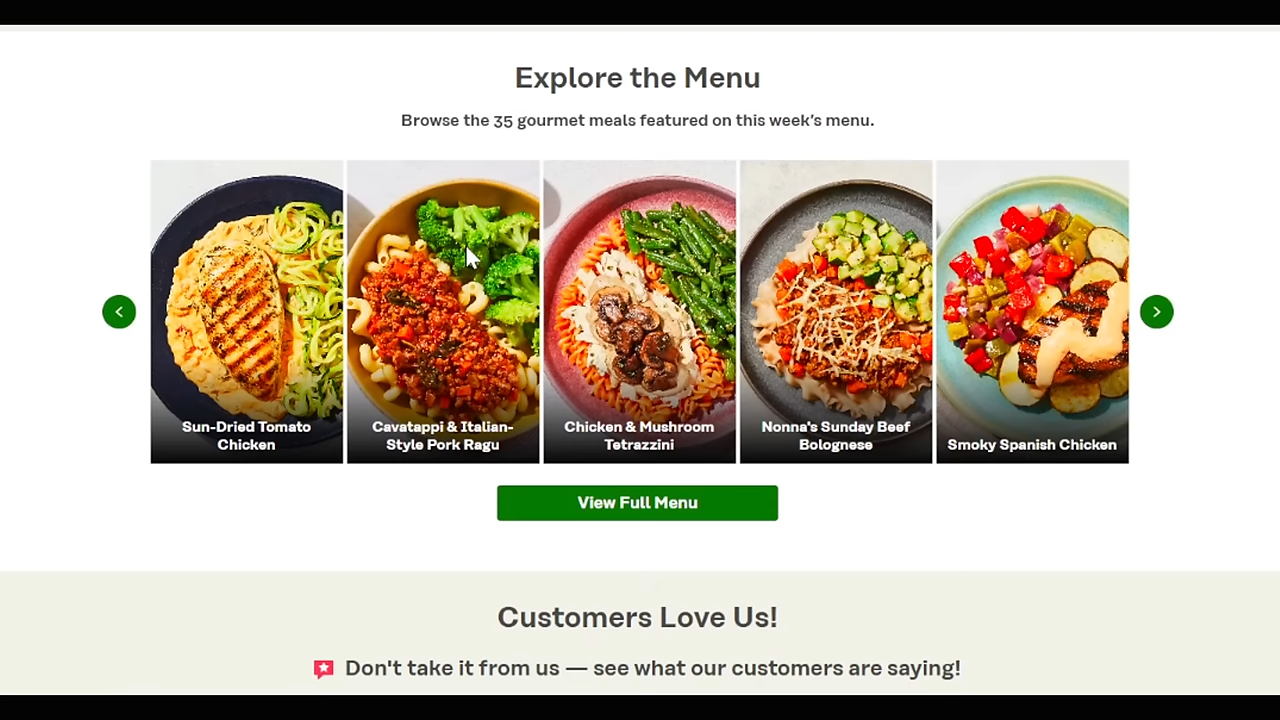 Explore the Menu
Browse the 35 gourmet meals featured on this week's menu.
Sun-Dried Tomato
Chicken
Cavatappi & Italian-
Style Pork Ragu
Chicken & Mushroom
Tetrazzini
Nonna's Sunday Beef
Bolognese
Smoky Spanish Chicken
View Full Menu
Customers Love Us!
Don't take it from us — see what our customers are saying!